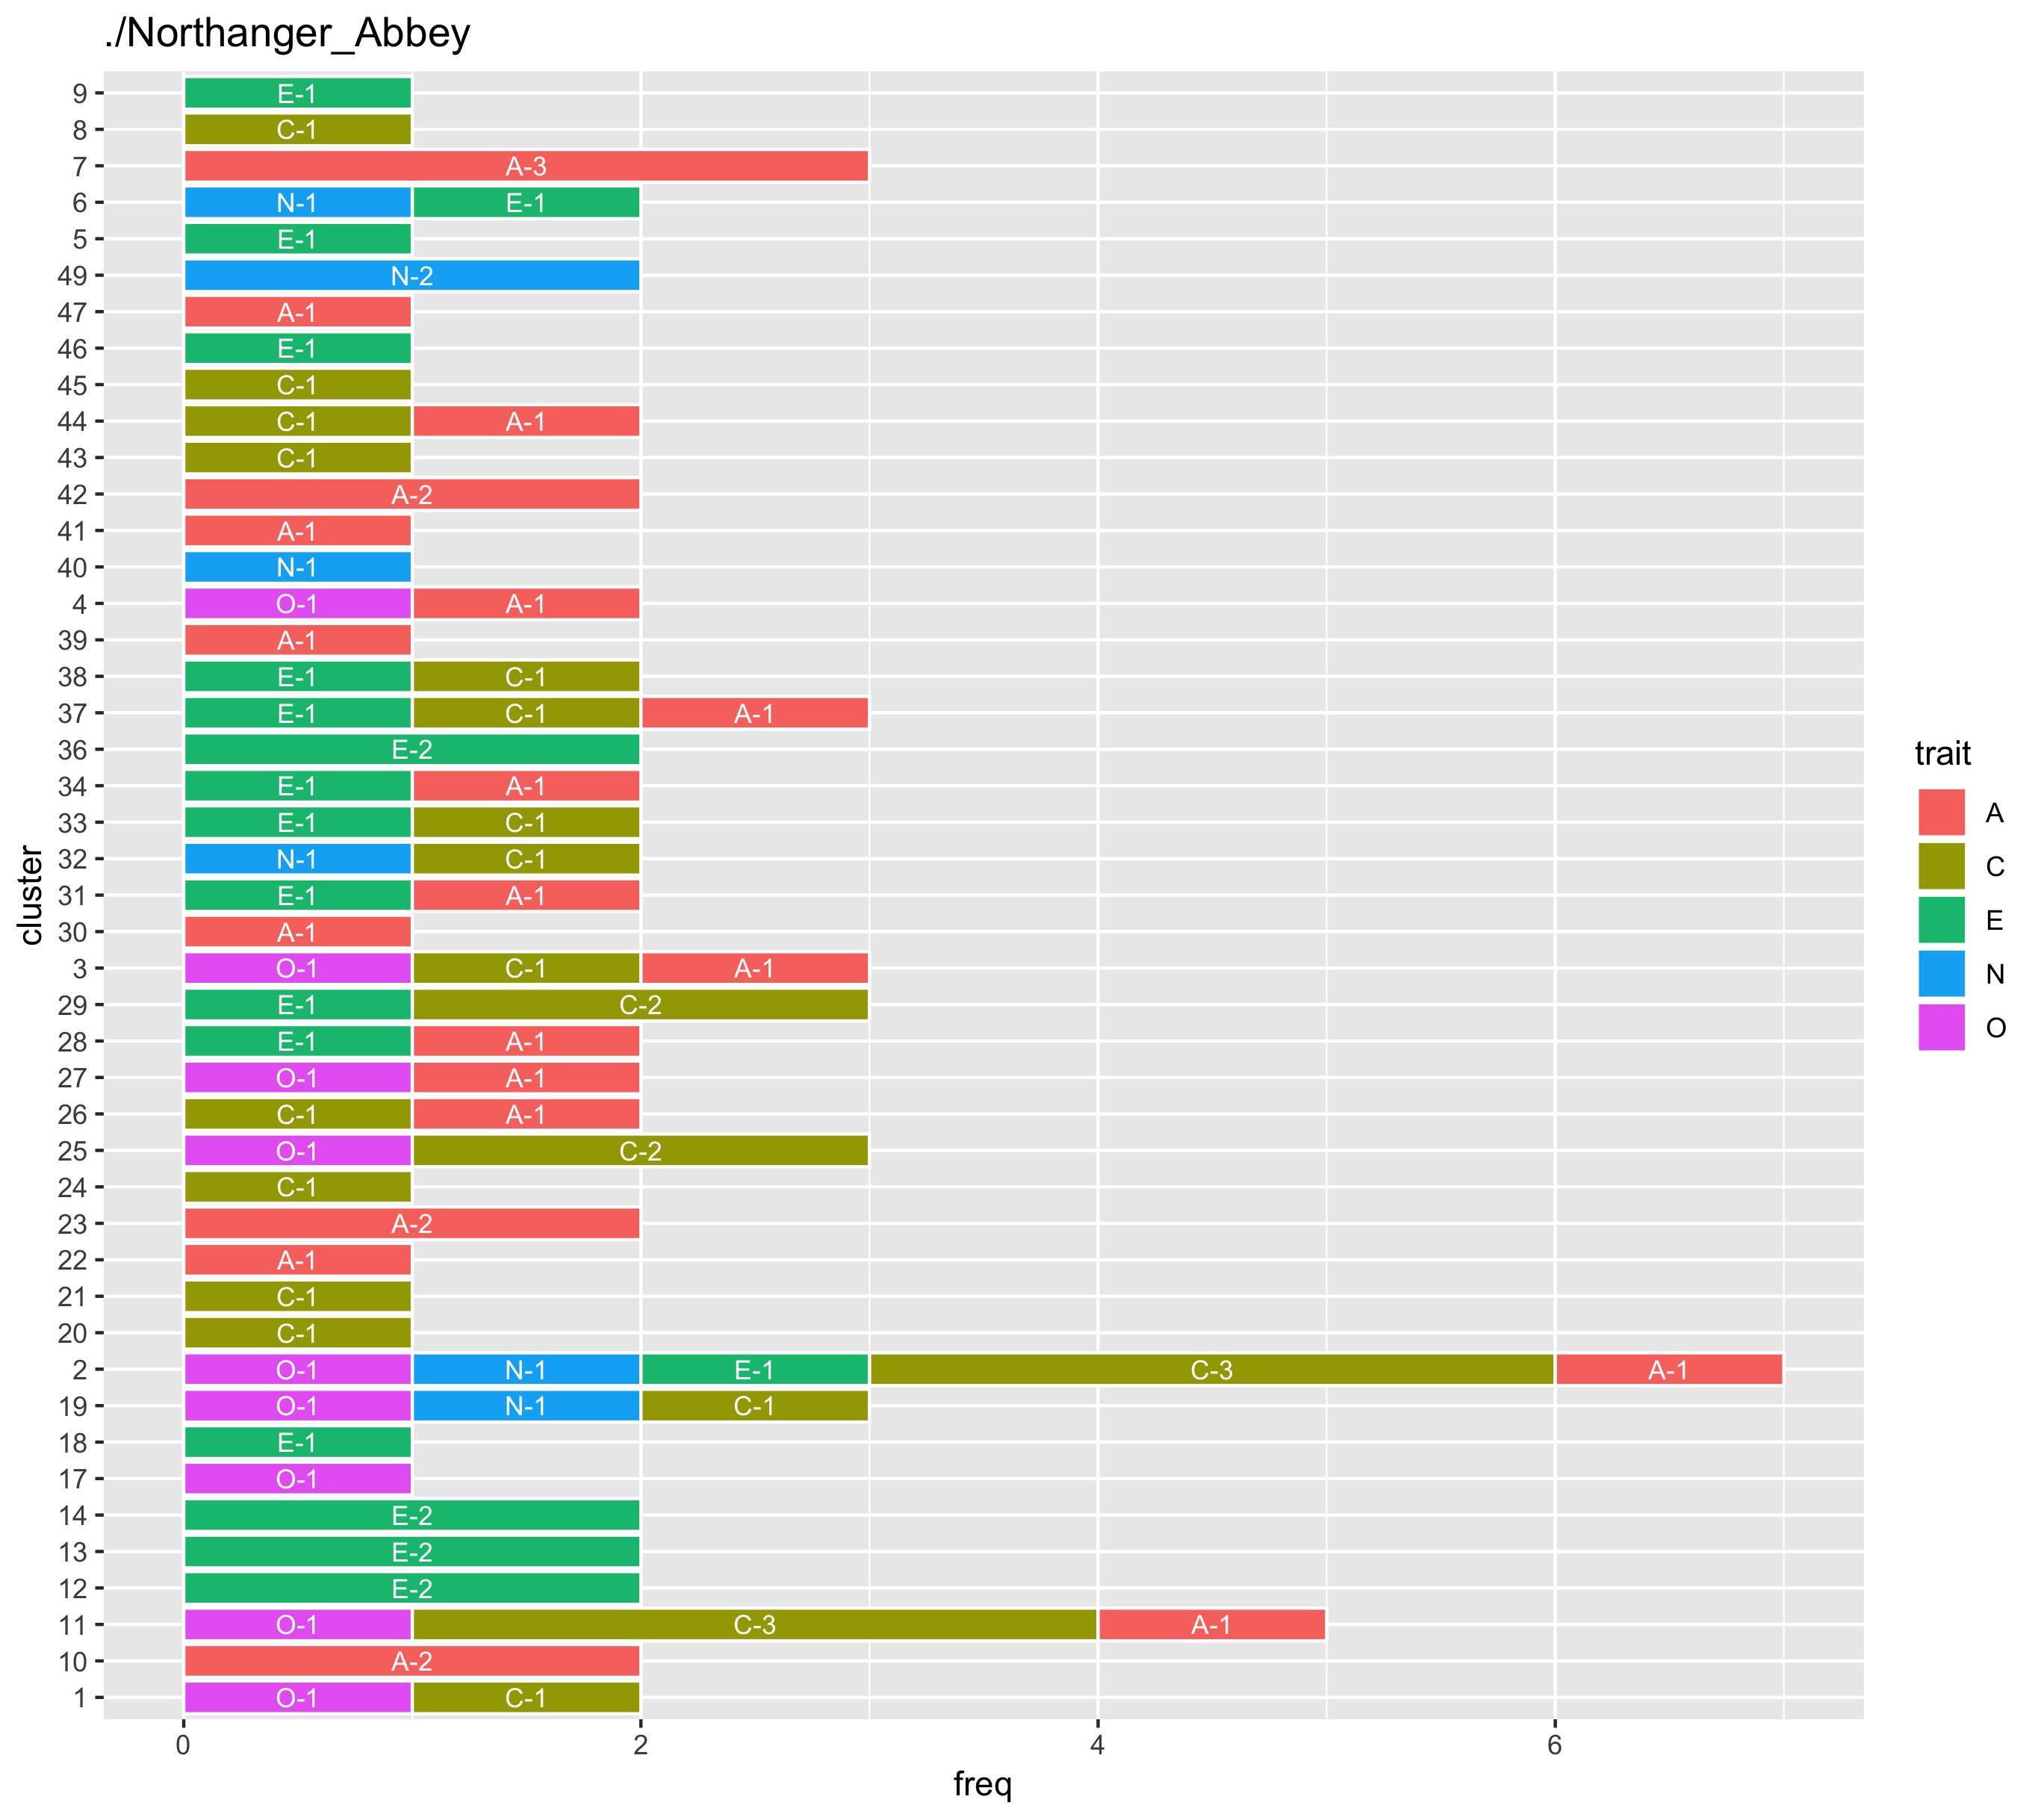 ./Northanger_Abbey
9 E-1
8 C-1
7 A-3
6 N-1 E-1
5 E-1
49 N-2
47 A-1
46 E-1
45 C-1
44 C-1 A-1
43 C-1
42 A-2
41 A-1
40 N-1
4 O-1 A-1
39 A-1
38 E-1 C-1
37 E-1 C-1 A-1
36 E-2
34 E-1 A-1
33 E-1 C-1
32 N-1 C-1
31 E-1 A-1
30 A-1
3 O-1 C-1 A-1
29 E-1 C-2
28 E-1 A-1
27 O-1 A-1
26 C-1 A-1
25 O-1 C-2
24 C-1
23 A-2
22 A-1
21 C-1
20 C-1
2 O-1 N-1 E-1 C-3 A-1
19 O-1 N-1 C-1
18 E-1
17 O-1
14 E-2
13 E-2
12 E-2
11 O-1 C-3 A-1
10 A-2
1 O-1 C-1
0 2 4 6
freq
cluster
trait
A
C
E
N
O